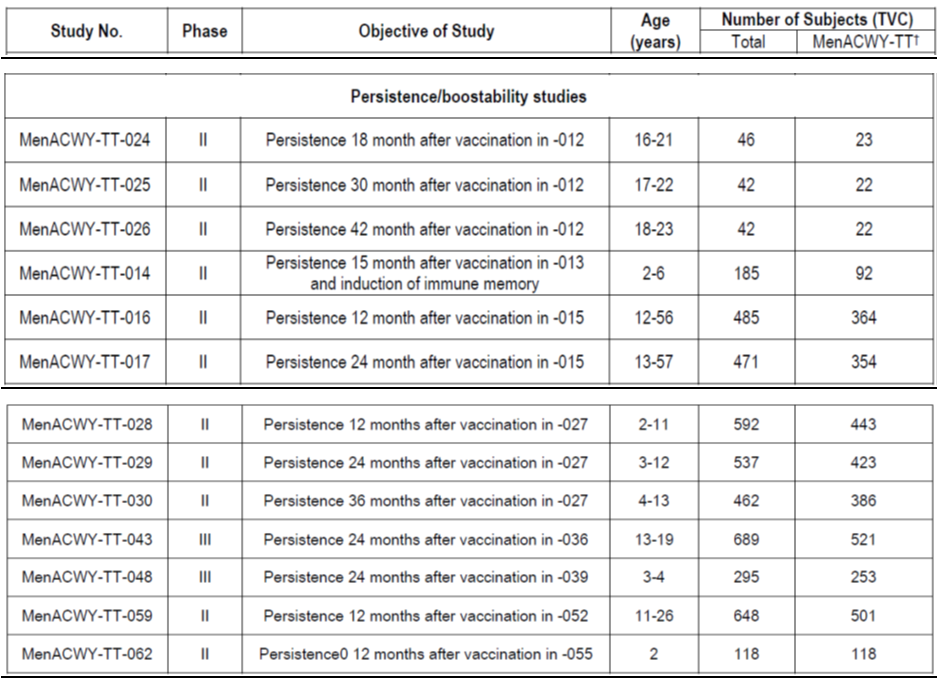 Study No. Phase Objective of Study Age (years) Number of Subjects (TVC)
Total MenACWY-TT†
Persistence/boostability studies
MenACWY-TT-024 II Persistence 18 month after vaccination in -012 16-21 46 23
MenACWY-TT-025 II Persistence 30 month after vaccination in -012 17-22 42 22
MenACWY-TT-026 II Persistence 42 month after vaccination in -012 18-23 42 22
MenACWY-TT-014 II Persistence 15 month after vaccination in -013
and induction of immune memory 2-6 185 92
MenACWY-TT-016 II Persistence 12 month after vaccination in -015 12-56 485 364
MenACWY-TT-017 II Persistence 24 month after vaccination in -015 13-57 471 354
MenACWY-TT-028 II Persistence 12 months after vaccination in -027 2-11 592 443
MenACWY-TT-029 II Persistence 24 months after vaccination in -027 3-12 537 423
MenACWY-TT-030 II Persistence 36 months after vaccination in -027 4-13 462 386
MenACWY-TT-043 III Persistence 24 months after vaccination in -036 13-19 689 521
MenACWY-TT-048 III Persistence 24 months after vaccination in -039 3-4 295 253
MenACWY-TT-059 II Persistence 12 months after vaccination in -052 11-26 648 501
MenACWY-TT-062 II Persistence0 12 months after vaccination in -055 2 118 118